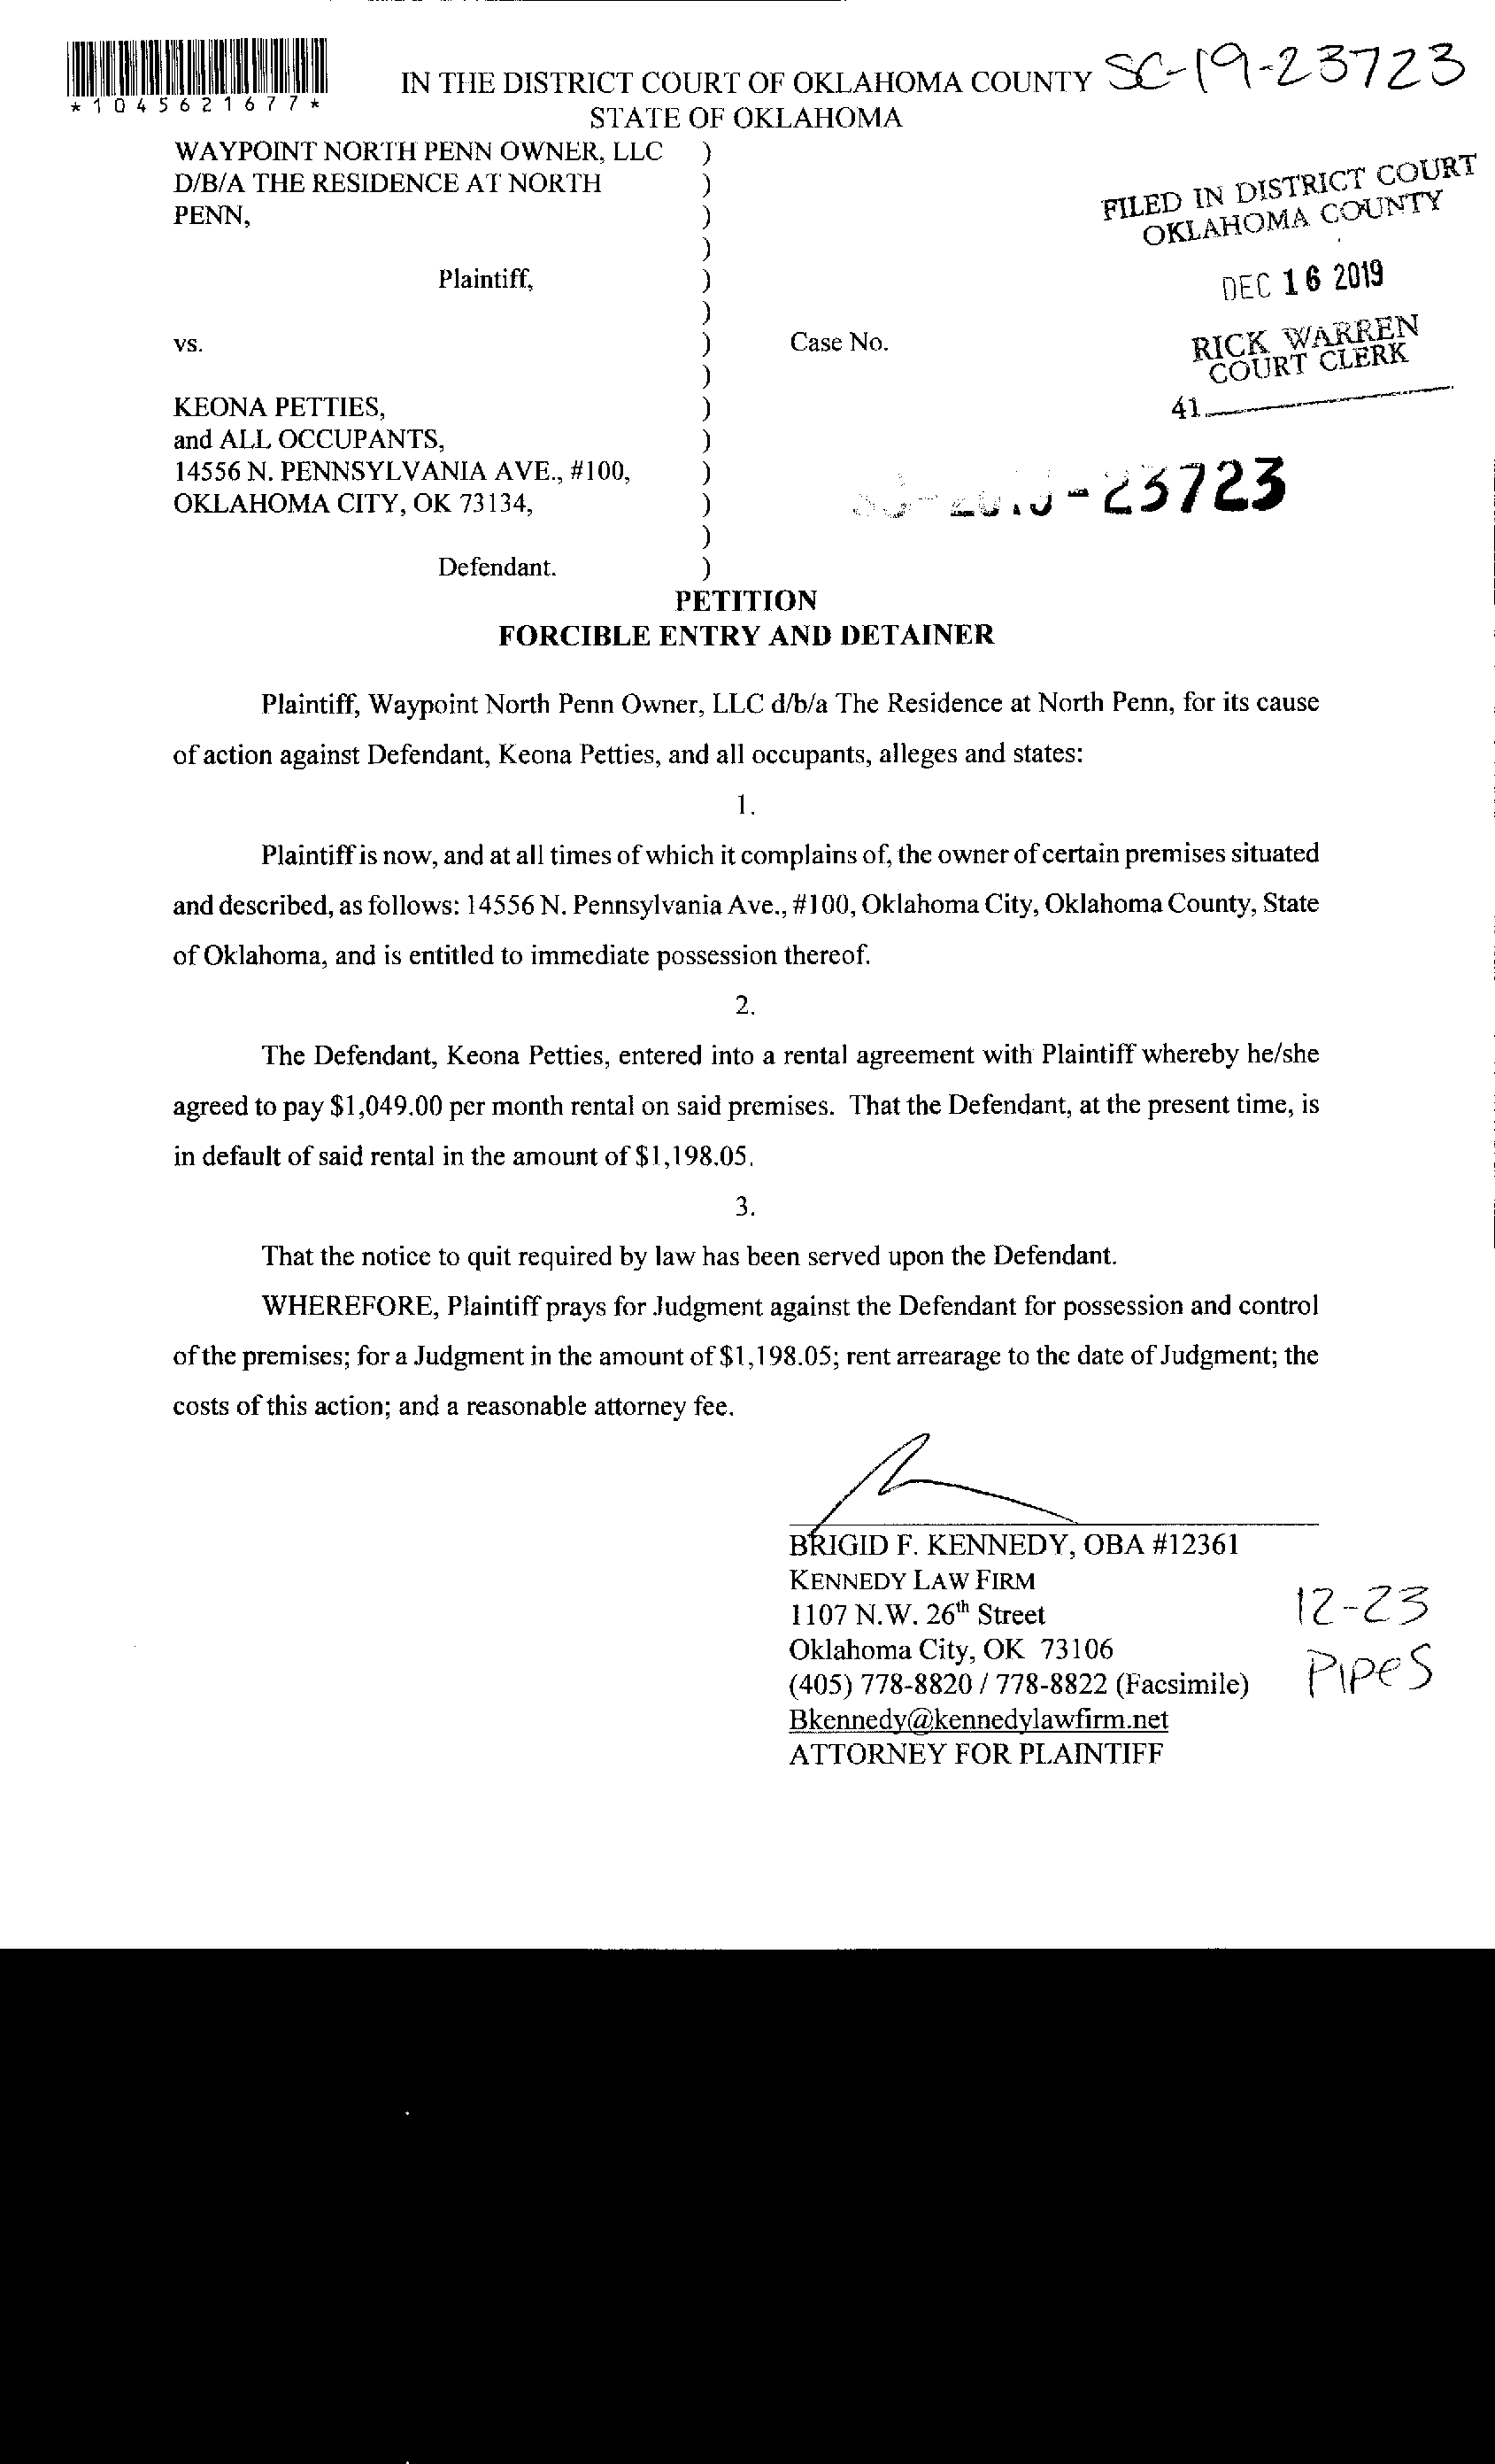 *1045621677*
SC-19-23723
IN THE DISTRICT COURT OF OKLAHOMA COUNTY
STATE OF OKLAHOMA
WAYPOINT NORTH PENN OWNER, LLC )
D/B/A THE RESIDENCE AT NORTH )
PENN, )
)
Plaintiff, )
)
vs. ) Case No.
)
KEONA PETTIES, )
and ALL OCCUPANTS, )
14556 N. PENNSYLVANIA AVE., #100, )
OKLAHOMA CITY, OK 73134, )
)
Defendant. )
FILED IN DISTRICT COURT
OKLAHOMA COUNTY
DEC 16 2019
RICK WARREN
COURT CLERK
41
-23723
PETITION
FORCIBLE ENTRY AND DETAINER
Plaintiff, Waypoint North Penn Owner, LLC d/b/a The Residence at North Penn, for its cause
of action against Defendant, Keona Petties, and all occupants, alleges and states:
1.
Plaintiff is now, and at all times of which it complains of, the owner of certain premises situated
and described, as follows: 14556 N. Pennsylvania Ave., #100, Oklahoma City, Oklahoma County, State
of Oklahoma, and is entitled to immediate possession thereof.
2.
The Defendant, Keona Petties, entered into a rental agreement with Plaintiff whereby he/she
agreed to pay $1,049.00 per month rental on said premises. That the Defendant, at the present time, is
in default of said rental in the amount of $1,198.05.
3.
That the notice to quit required by law has been served upon the Defendant.
WHEREFORE, Plaintiff prays for Judgment against the Defendant for possession and control
of the premises; for a Judgment in the amount of $1,198.05; rent arrearage to the date of Judgment; the
costs of this action; and a reasonable attorney fee.
BRIGID F. KENNEDY, OBA #12361
KENNEDY LAW FIRM
1107 N.W. 26th Street
Oklahoma City, OK 73106
(405) 778-8820 / 778-8822 (Facsimile)
Bkennedy@kennedylawfirm.net
ATTORNEY FOR PLAINTIFF
12-23
PIPES